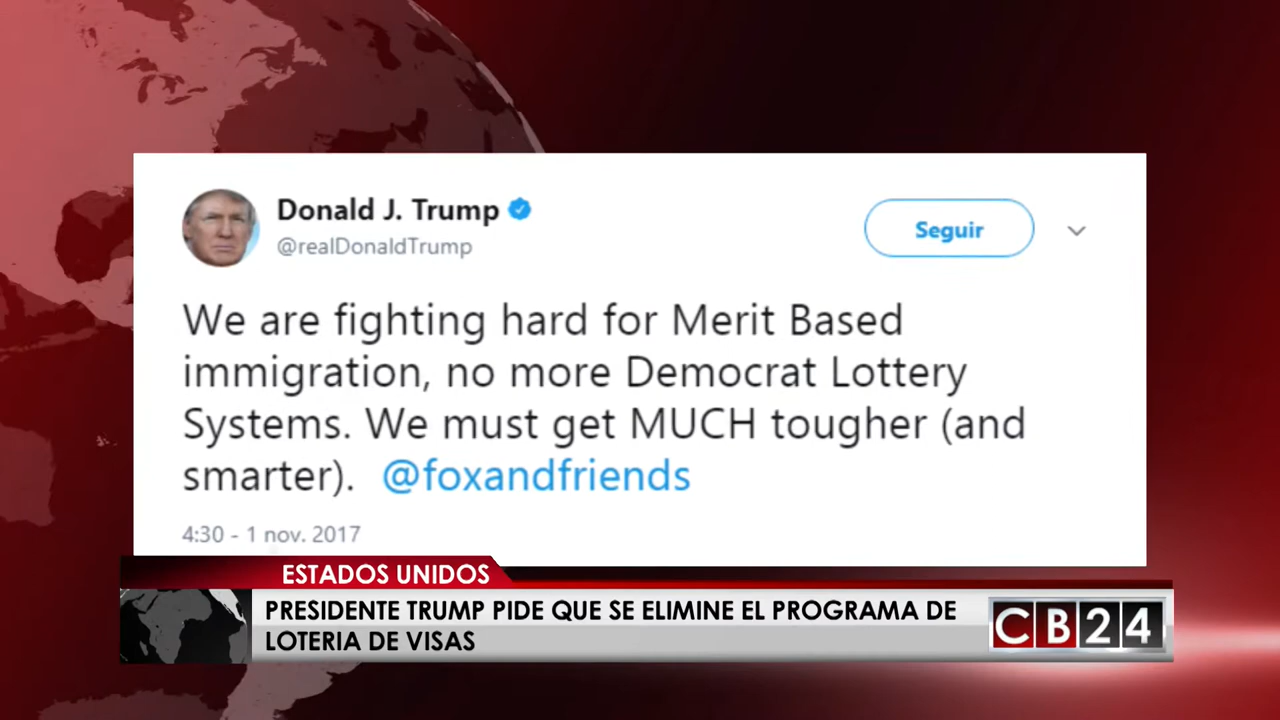 Donald J. Trump
@realDonaldTrump
Seguir
We are fighting hard for Merit Based
immigration, no more Democrat Lottery
Systems. We must get MUCH tougher (and
smarter). @foxandfriends
4:30 - 1 nov. 2017
ESTADOS UNIDOS
PRESIDENTE TRUMP PIDE QUE SE ELIMINE EL PROGRAMA DE
LOTERIA DE VISAS
CB24